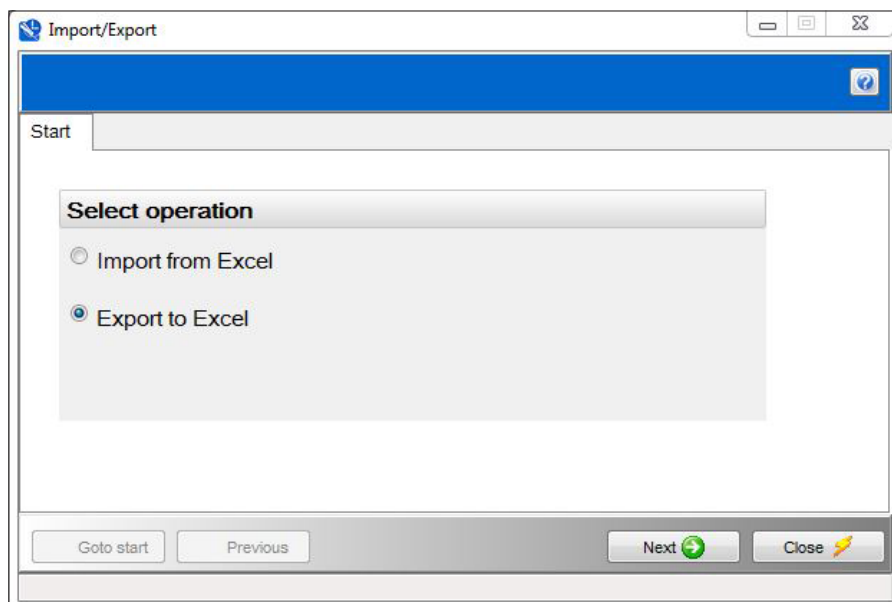 Import/Export
Start
Select operation
Import from Excel
Export to Excel
Goto start
Previous
Next
Close